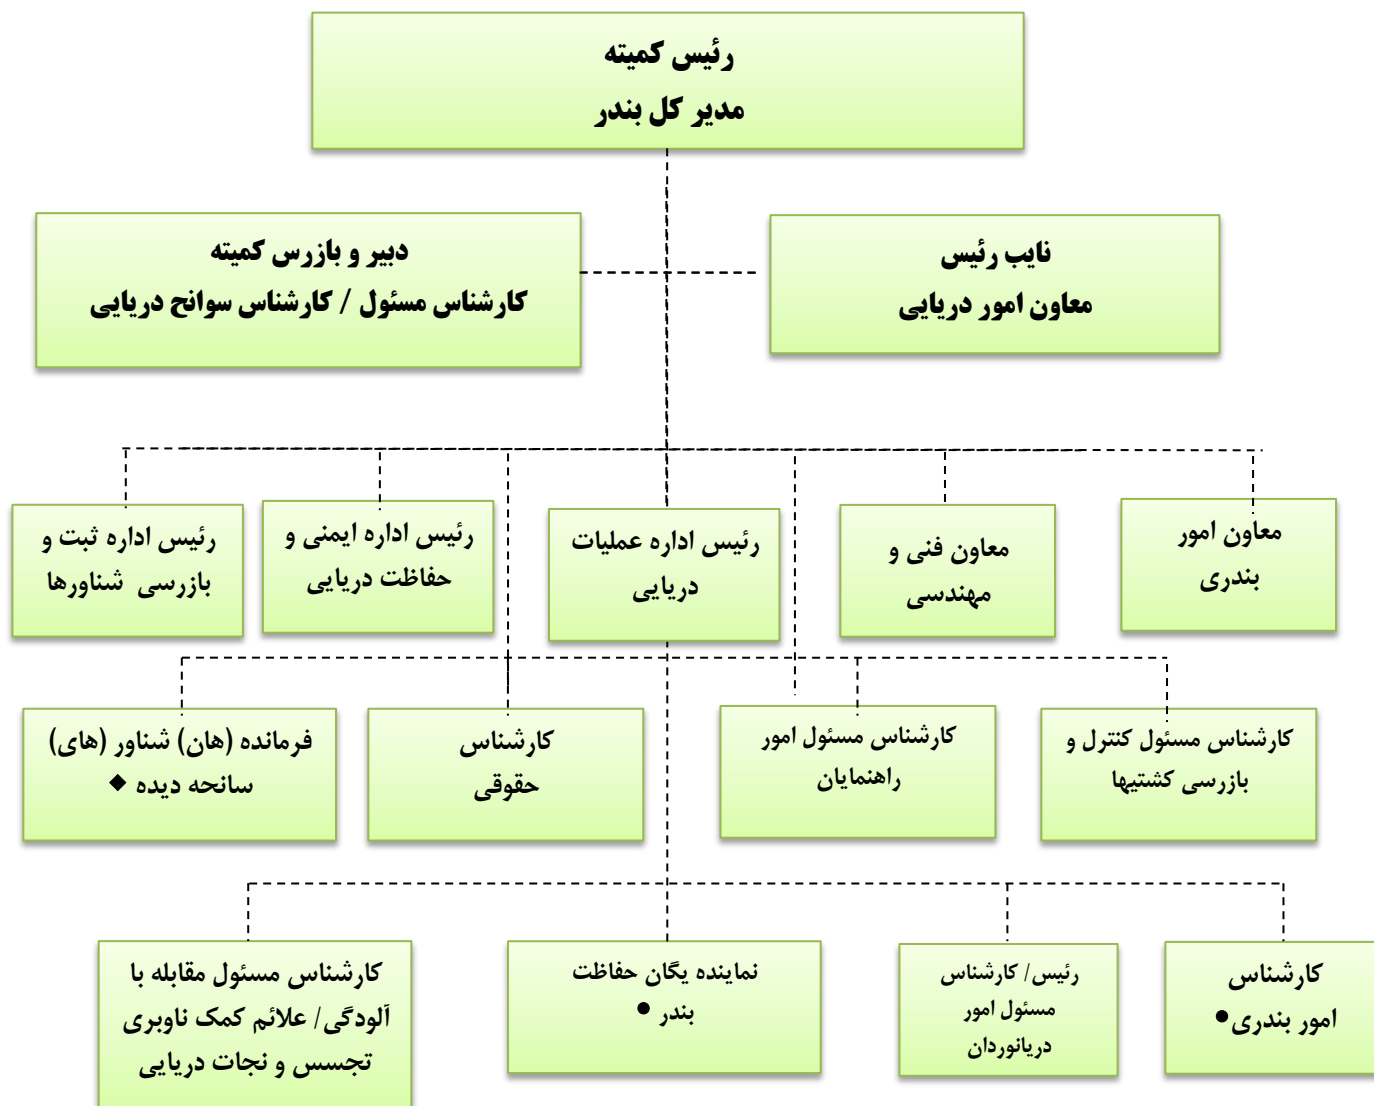 رئیس کمیته
مدیر کل بندر
نایب رئیس
معاون امور دریایی
دبیر و بازرس کمیته
کارشناس مسئول / کارشناس سوانح دریایی
معاون امور
بندری
معاون فنی و
مهندسی
رئیس اداره عملیات
دریایی
رئیس اداره ایمنی و
حفاظت دریایی
رئیس اداره ثبت و
بازرسی شناورها
کارشناس مسئول کنترل و
بازرسی کشتیها
کارشناس مسئول امور
راهنمایان
کارشناس
حقوقی
فرمانده (هان) شناور (های)
سانحه دیده ◆
کارشناس
امور بندری●
رئیس/ کارشناس
مسئول امور
دریانوردان
نماینده یگان حفاظت
بندر ●
کارشناس مسئول مقابله با
آلودگی/ علائم کمک ناوبری
تجسس و نجات دریایی